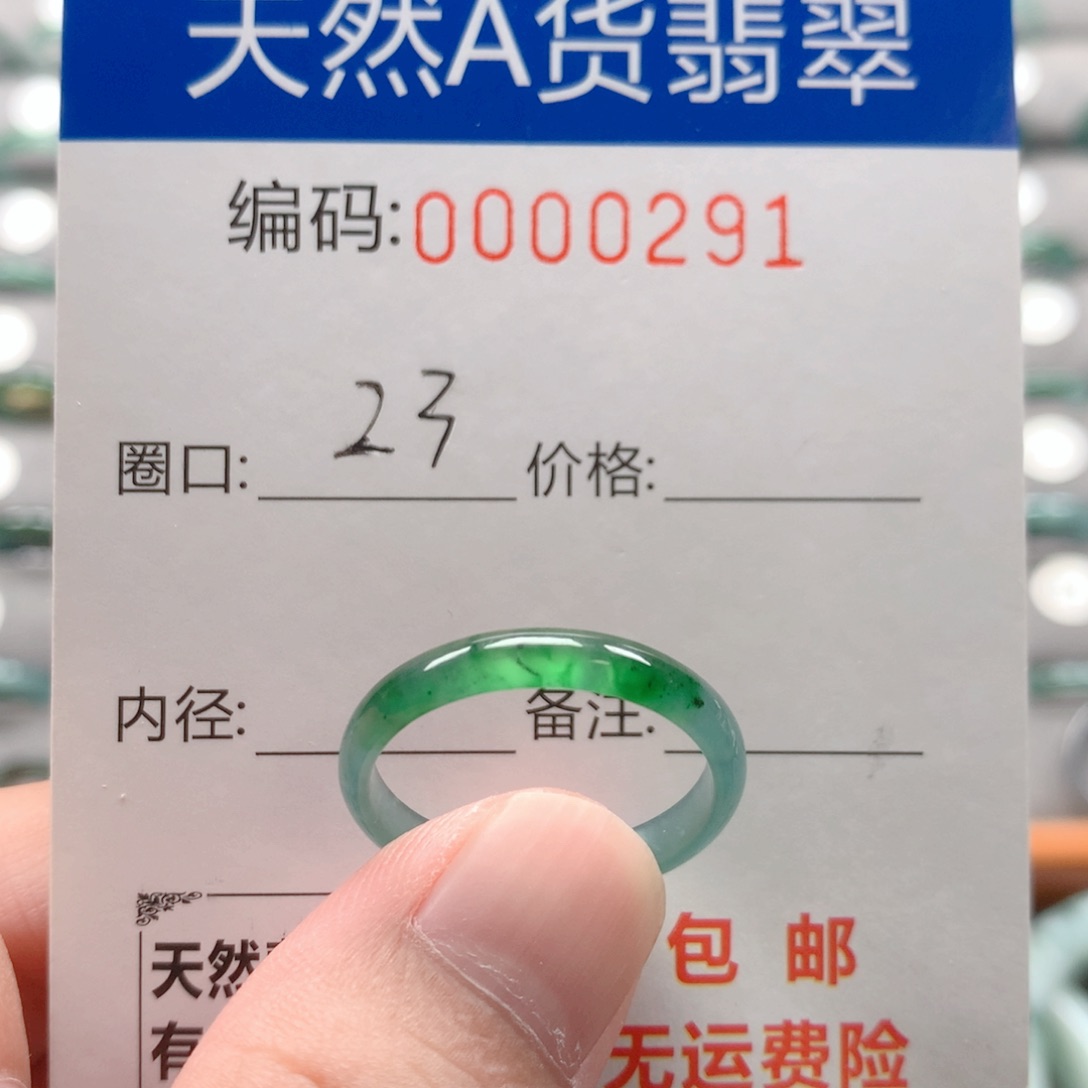 天然A货翡翠
编码:0000291
圈口: 23 价格:
内径: 备注:
天然
包邮
有
无运费险